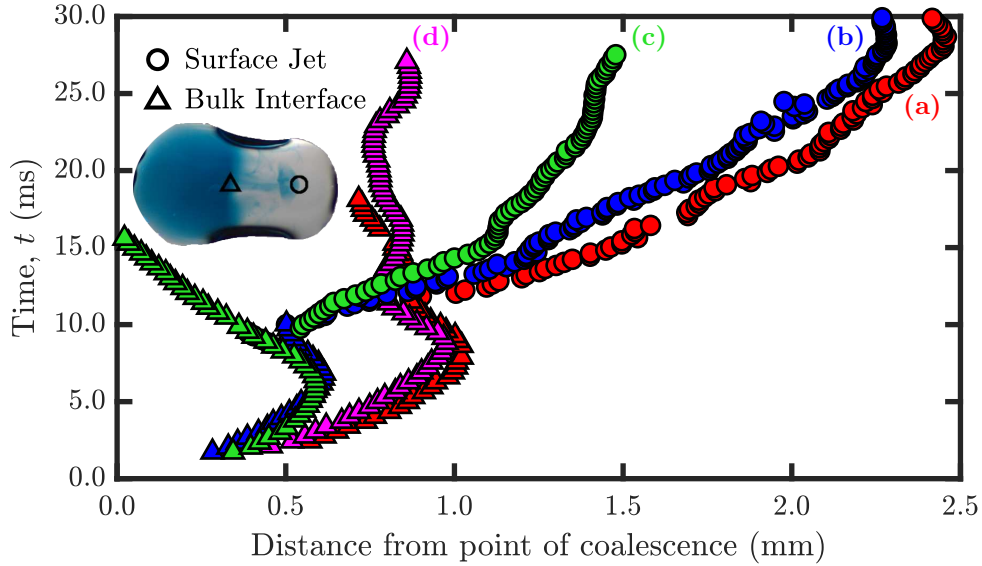 30.0
25.0
20.0
15.0
10.0
5.0
0.0
Time, t (ms)
Surface Jet
Bulk Interface
(d)
(c)
(b)
(a)
0.0 0.5 1.0 1.5 2.0 2.5
Distance from point of coalescence (mm)